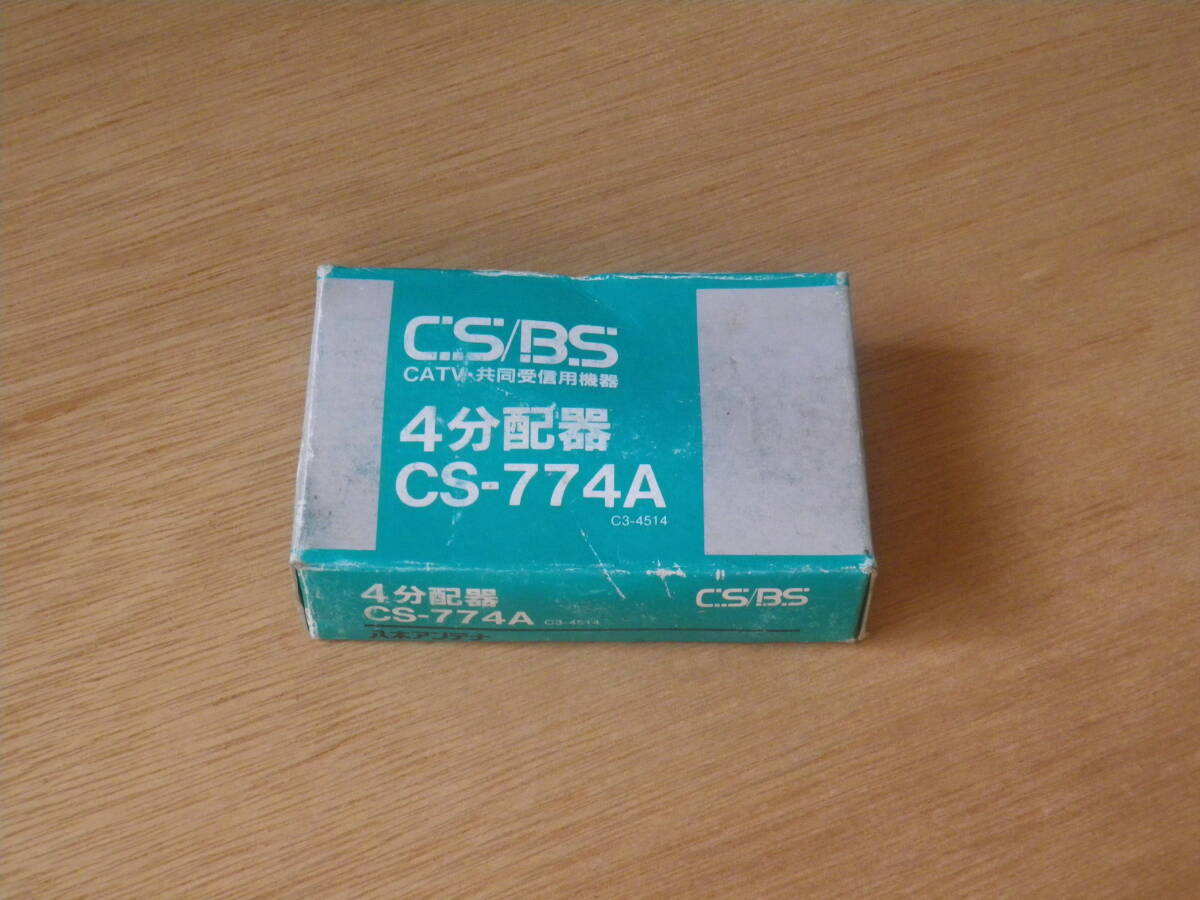 CS/BS
CATV・共同受信用機器
4分配器
CS-774A
C3-4514
4分配器
CS/BS
CS-774A C3-4514
八木アンテナ